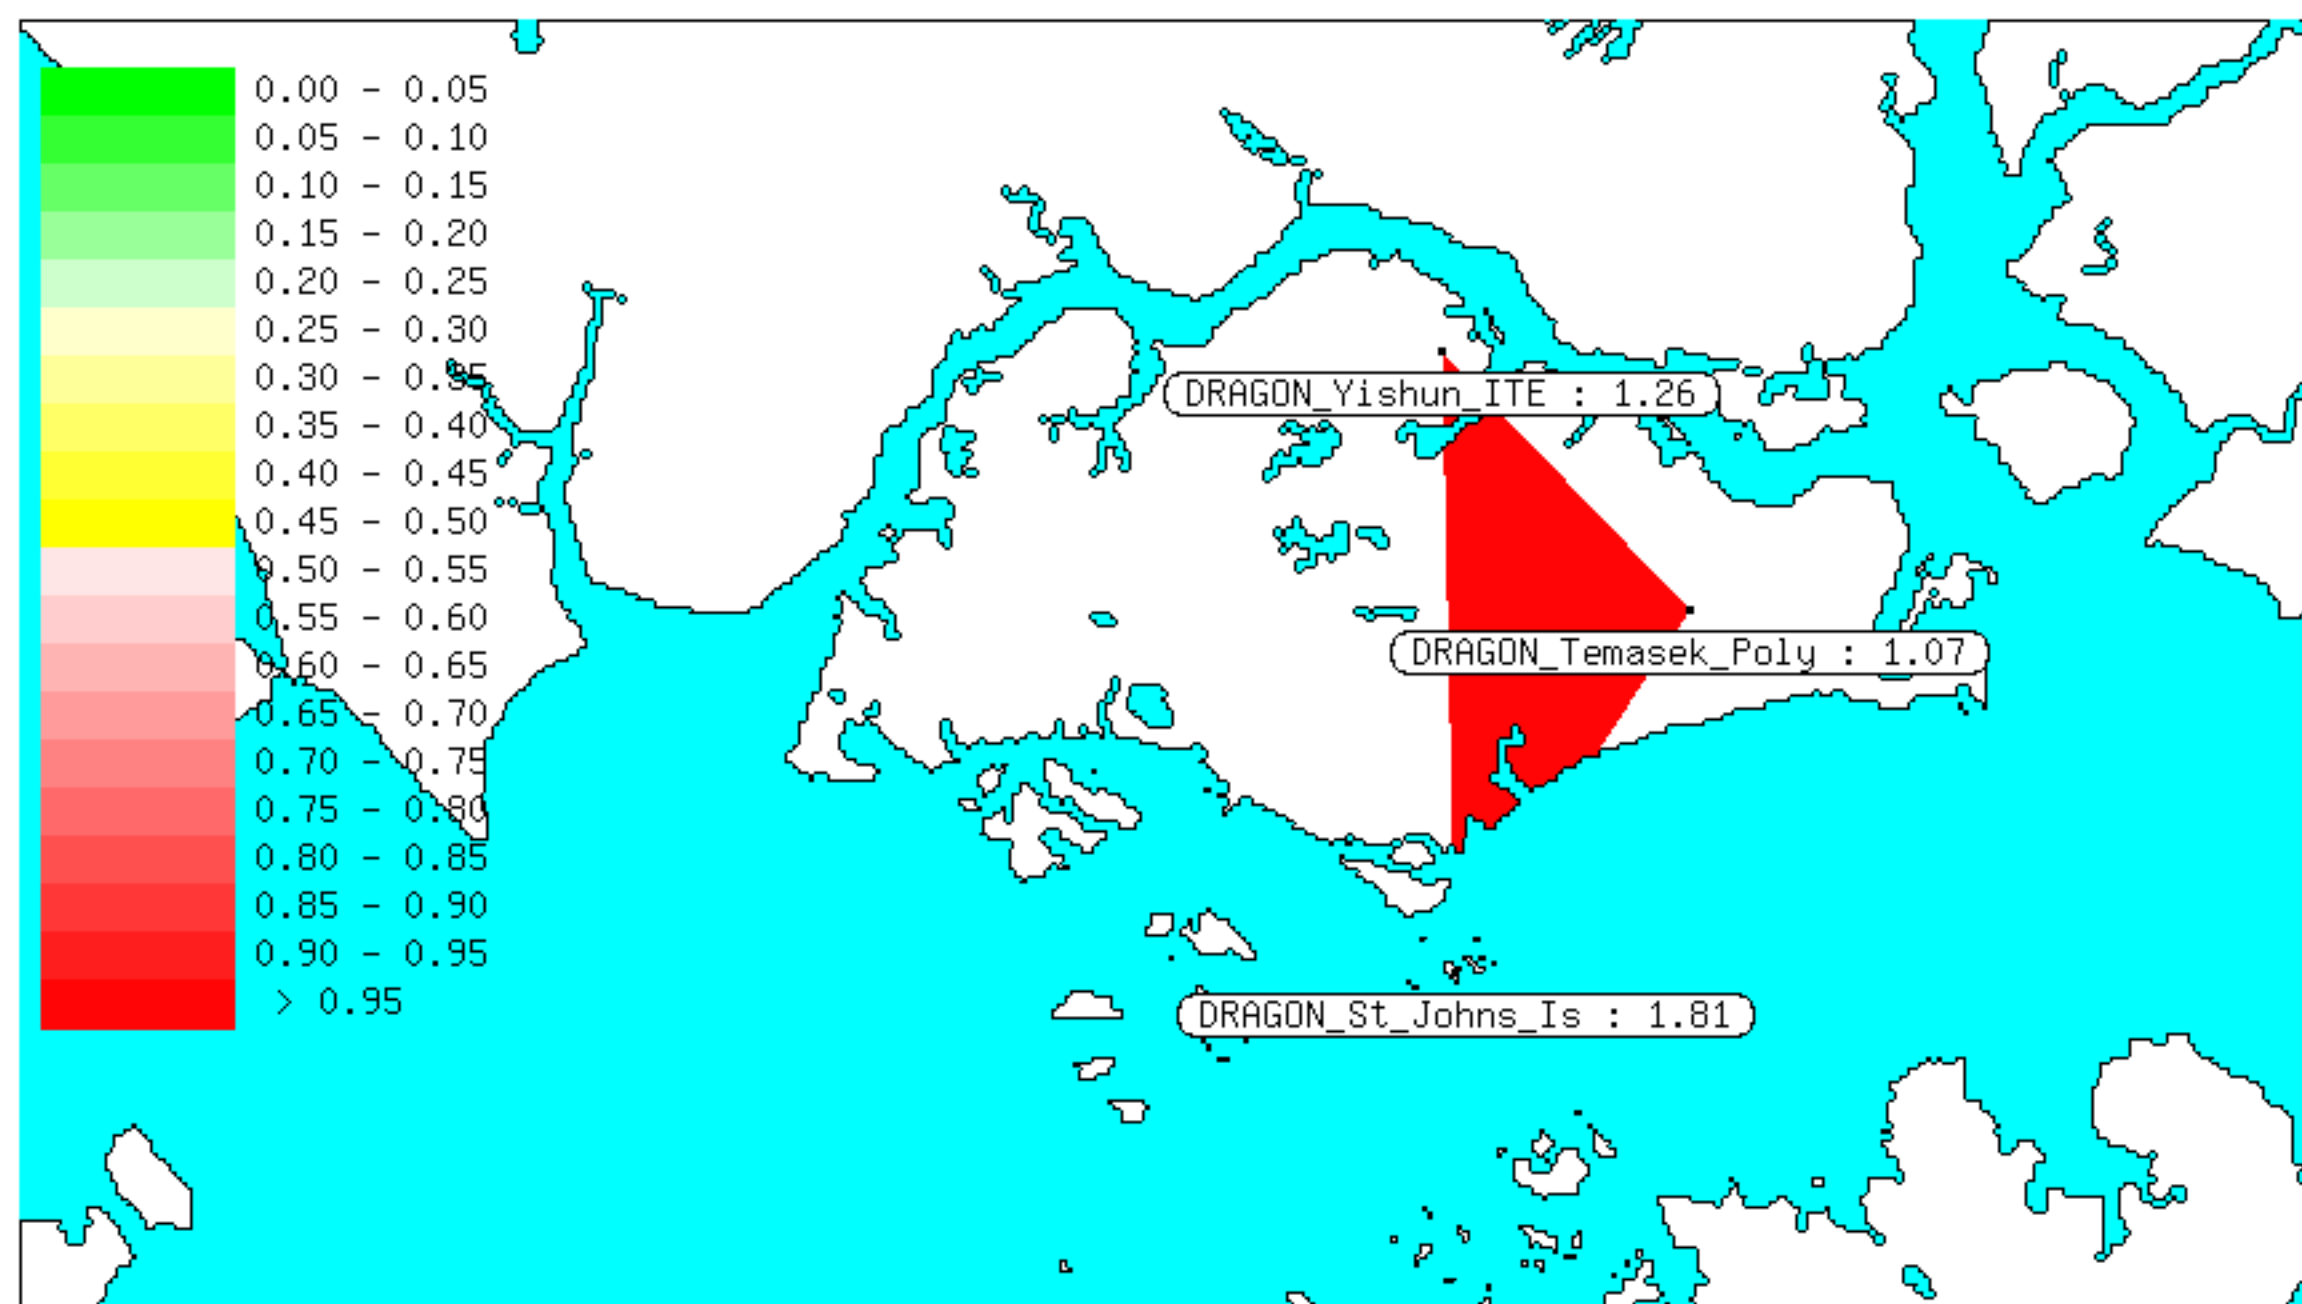 0.00 - 0.05
0.05 - 0.10
0.10 - 0.15
0.15 - 0.20
0.20 - 0.25
0.25 - 0.30
0.30 - 0.35
0.35 - 0.40
0.40 - 0.45
0.45 - 0.50
0.50 - 0.55
0.55 - 0.60
0.60 - 0.65
0.65 - 0.70
0.70 - 0.75
0.75 - 0.80
0.80 - 0.85
0.85 - 0.90
0.90 - 0.95
> 0.95
DRAGON_Yishun_ITE : 1.26
DRAGON_Temasek_Poly : 1.07
DRAGON_St_Johns_Is : 1.81